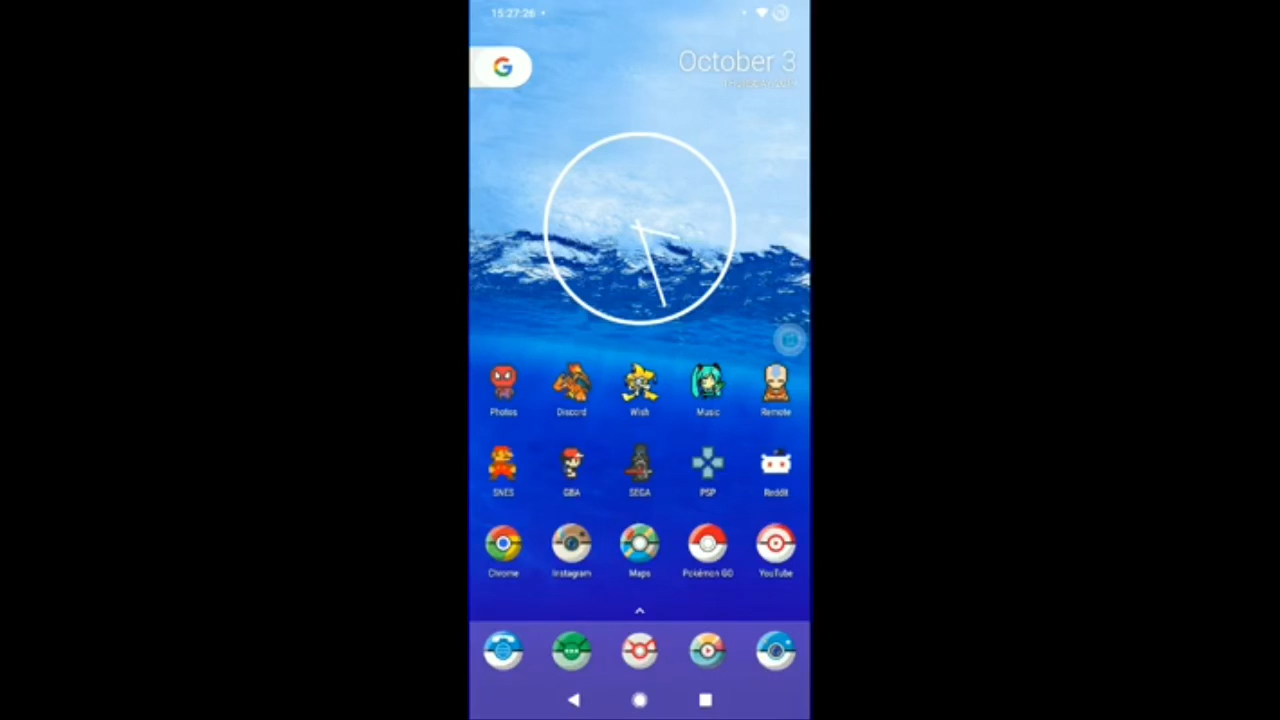 15:27:26
October 3
Photos Discord Wish Music Remote
SNES GBA SEGA PSP Reddit
Chrome Instagram Maps Pokémon GO YouTube